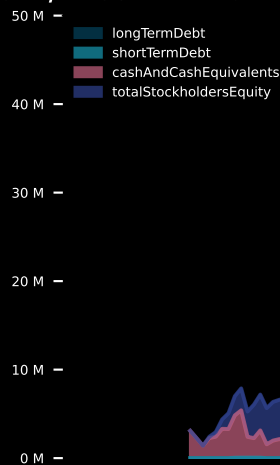 50 M
longTermDebt
shortTermDebt
cashAndCashEquivalents
totalStockholdersEquity
40 M
30 M
20 M
10 M
0 M